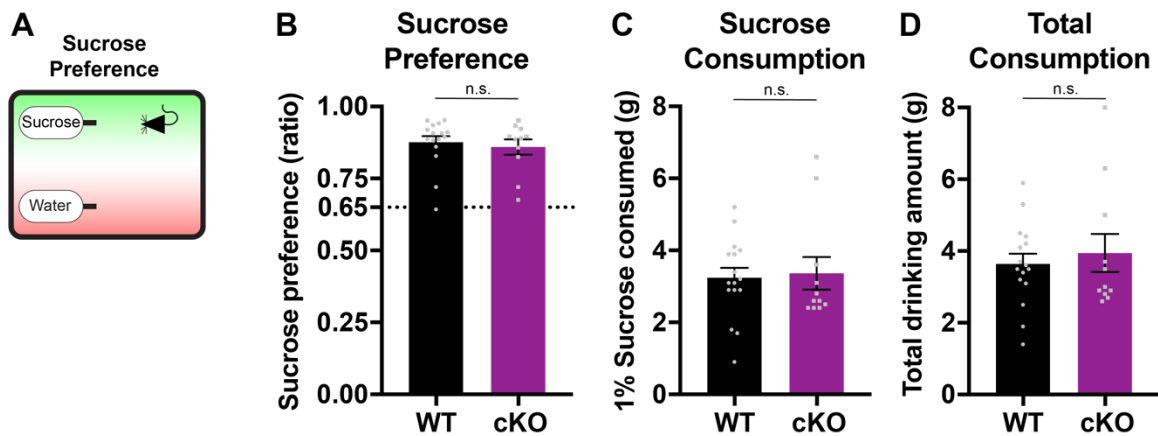 A
Sucrose
Preference
Sucrose
Water
B
Sucrose
Preference
n.s.
Sucrose preference (ratio)
1.00
0.75
0.65
0.50
0.25
0.00
WT
cKO
C
Sucrose
Consumption
n.s.
1% Sucrose consumed (g)
8
6
4
2
0
WT
cKO
D
Total
Consumption
n.s.
Total drinking amount (g)
8
6
4
2
0
WT
cKO